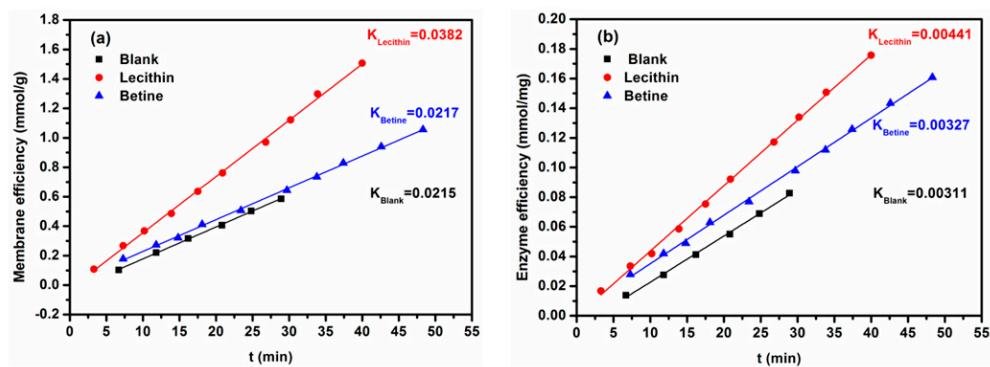 (a)
Blank
Lecithin
Betine
K_Lecithin=0.0382
K_Betine=0.0217
K_Blank=0.0215
Membrane efficiency (mmol/g)
1.8
1.6
1.4
1.2
1.0
0.8
0.6
0.4
0.2
0.0
-0.2
0 5 10 15 20 25 30 35 40 45 50 55
t (min)
(b)
Blank
Lecithin
Betine
K_Lecithin=0.00441
K_Betine=0.00327
K_Blank=0.00311
Enzyme efficiency (mmol/mg)
0.20
0.18
0.16
0.14
0.12
0.10
0.08
0.06
0.04
0.02
0.00
0 5 10 15 20 25 30 35 40 45 50 55
t (min)